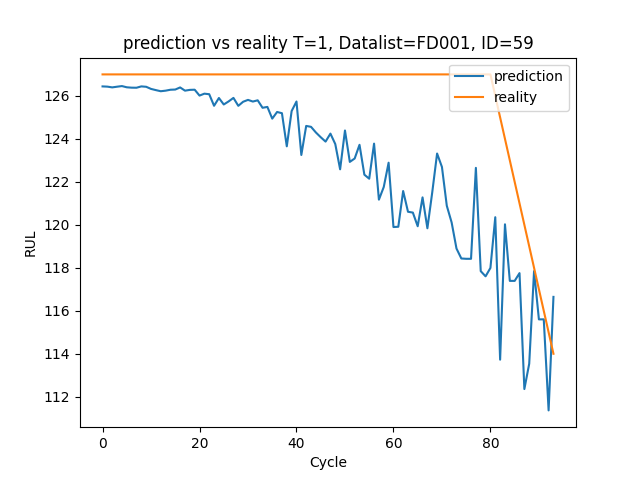 prediction vs reality T=1, Datalist=FD001, ID=59
prediction
reality
RUL
126
124
122
120
118
116
114
112
0 20 40 60 80
Cycle